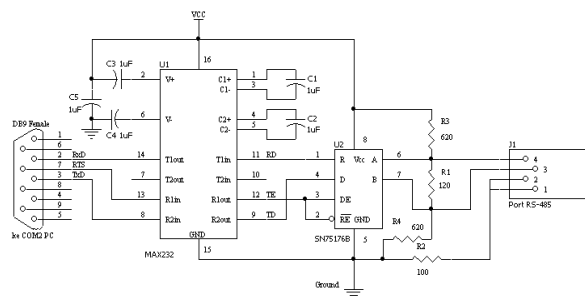 VCC
U1
16
C3 1uF
2
V+
C1+
1
C1-
3
C1
1uF
C5
1uF
6
V-
C4 1uF
C2+
4
C2-
5
C2
1uF
DB9 Female
1
6
2
7
3
8
4
9
5
RxD
RTS
TxD
ke COM2 PC
14
T1out
7
T2out
13
R1in
8
R2in
T1in
11
RD
T2in
10
R1out
12
TE
R2out
9
TD
GND
15
MAX232
U2
8
1
R
Vcc
A
6
4
D
B
7
3
DE
2
RE
GND
5
SN75176B
R3
620
R1
120
R4
620
R2
100
J1
4
3
2
1
Port RS-485
Ground